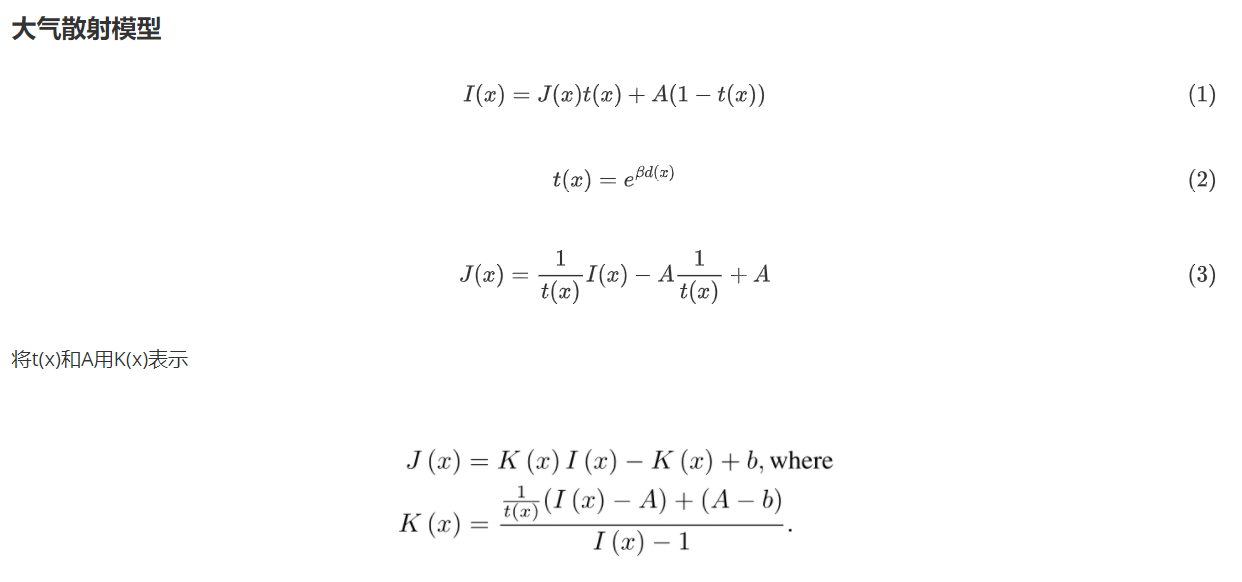 大气散射模型
I(x) = J(x)t(x) + A(1 − t(x)) (1)
t(x) = e^{βd(x)} (2)
J(x) = \frac{1}{t(x)} I(x) − A \frac{1}{t(x)} + A (3)
将t(x)和A用K(x)表示
J (x) = K (x) I (x) − K (x) + b, where
K (x) = \frac{\frac{1}{t(x)}(I (x) − A) + (A − b)}{I (x) − 1}.